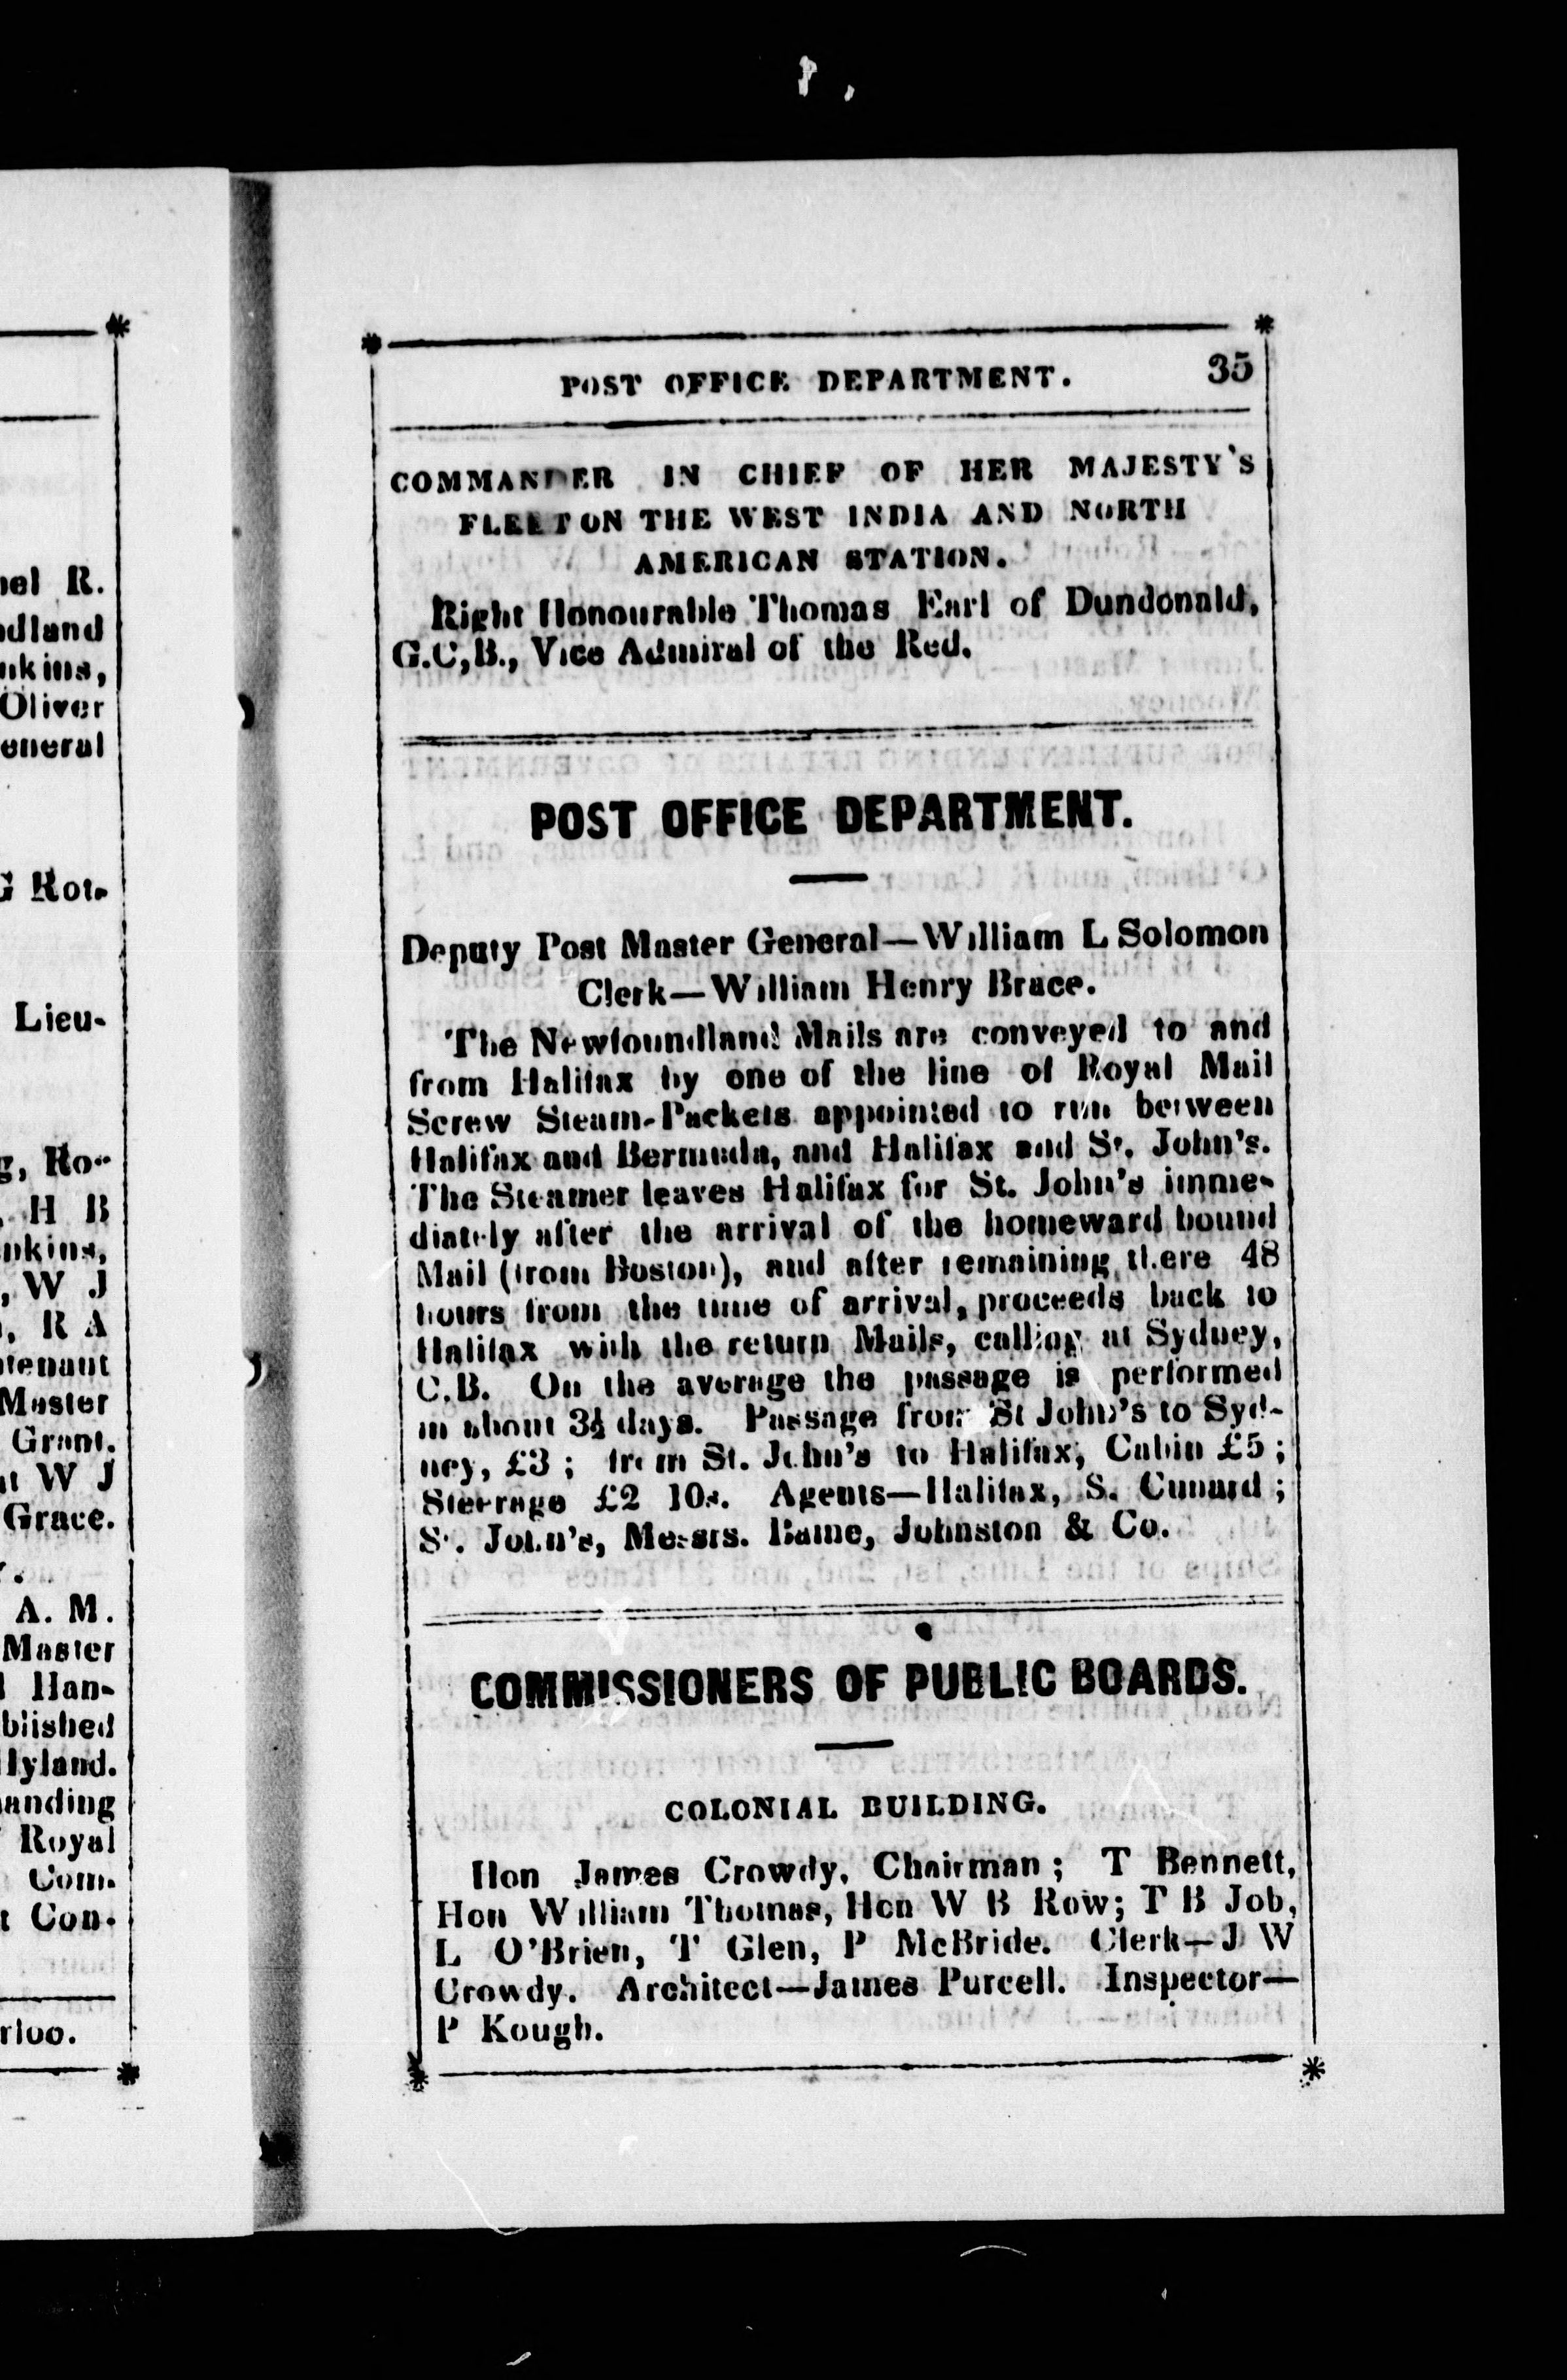 POST OFFICE DEPARTMENT. 35
COMMANDER IN CHIEF OF HER MAJESTY'S
FLEET ON THE WEST INDIA AND NORTH
AMERICAN STATION.
Right Honourable Thomas Earl of Dundonald,
G.C,B., Vice Admiral of the Red.
POST OFFICE DEPARTMENT.
Deputy Post Master General—William L Solomon
Clerk—William Henry Brace.
The Newfoundland Mails are conveyed to and
from Halifax by one of the line of Royal Mail
Screw Steam-Packets appointed to run between
Halifax and Bermuda, and Halifax and St. John's.
The Steamer leaves Halifax for St. John's imme-
diately after the arrival of the homeward bound
Mail (from Boston), and after remaining there 48
hours from the time of arrival, proceeds back to
Halifax with the return Mails, calling at Sydney,
C.B. On the average the passage is performed
in about 3½ days. Passage from St John's to Syd-
ney, £3; from St. John's to Halifax, Cabin £5;
Steerage £2 10s. Agents—Halifax, S. Cunard;
St. John's, Messrs. Baine, Johnston & Co.
COMMISSIONERS OF PUBLIC BOARDS.
COLONIAL BUILDING.
Hon James Crowdy, Chairman; T Bennett,
Hon William Thomas, Hon W B Row; T B Job,
L O'Brien, T Glen, P McBride. Clerk—J W
Crowdy. Architect—James Purcell. Inspector—
P Kough.